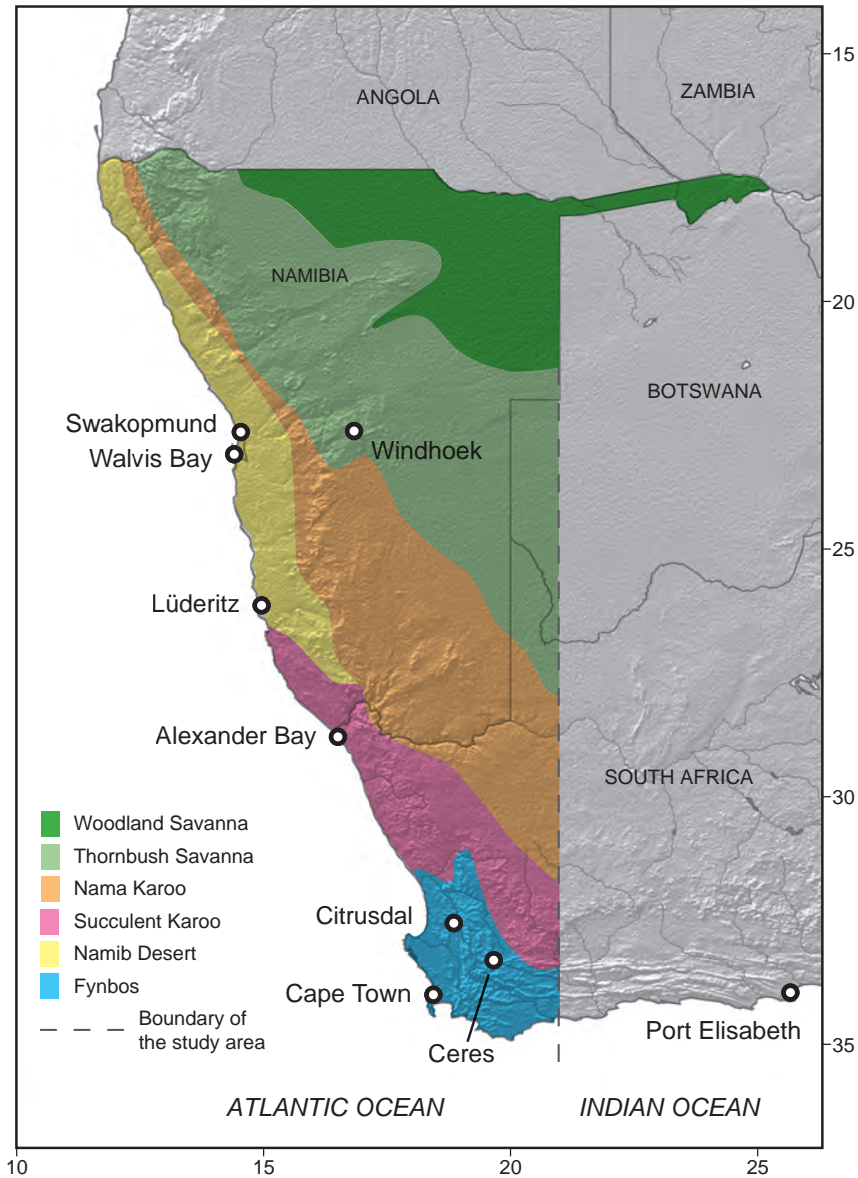 ANGOLA
ZAMBIA
15
NAMIBIA
20
BOTSWANA
Swakopmund
Walvis Bay
Windhoek
25
Lüderitz
Alexander Bay
SOUTH AFRICA
30
Woodland Savanna
Thornbush Savanna
Nama Karoo
Succulent Karoo
Namib Desert
Fynbos
Boundary of
the study area
Citrusdal
Cape Town
Ceres
Port Elisabeth
35
ATLANTIC OCEAN
INDIAN OCEAN
10
15
20
25